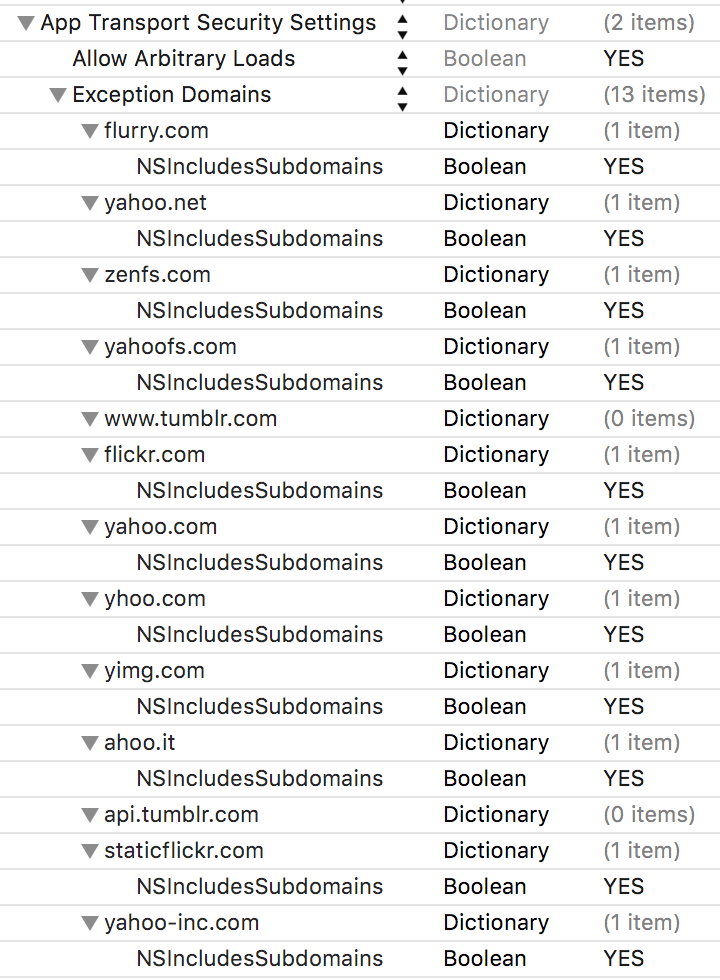 App Transport Security Settings Dictionary (2 items)
Allow Arbitrary Loads Boolean YES
Exception Domains Dictionary (13 items)
flurry.com Dictionary (1 item)
NSIncludesSubdomains Boolean YES
yahoo.net Dictionary (1 item)
NSIncludesSubdomains Boolean YES
zenfs.com Dictionary (1 item)
NSIncludesSubdomains Boolean YES
yahoofs.com Dictionary (1 item)
NSIncludesSubdomains Boolean YES
www.tumblr.com Dictionary (0 items)
flickr.com Dictionary (1 item)
NSIncludesSubdomains Boolean YES
yahoo.com Dictionary (1 item)
NSIncludesSubdomains Boolean YES
yhoo.com Dictionary (1 item)
NSIncludesSubdomains Boolean YES
yimg.com Dictionary (1 item)
NSIncludesSubdomains Boolean YES
ahoo.it Dictionary (1 item)
NSIncludesSubdomains Boolean YES
api.tumblr.com Dictionary (0 items)
staticflickr.com Dictionary (1 item)
NSIncludesSubdomains Boolean YES
yahoo-inc.com Dictionary (1 item)
NSIncludesSubdomains Boolean YES